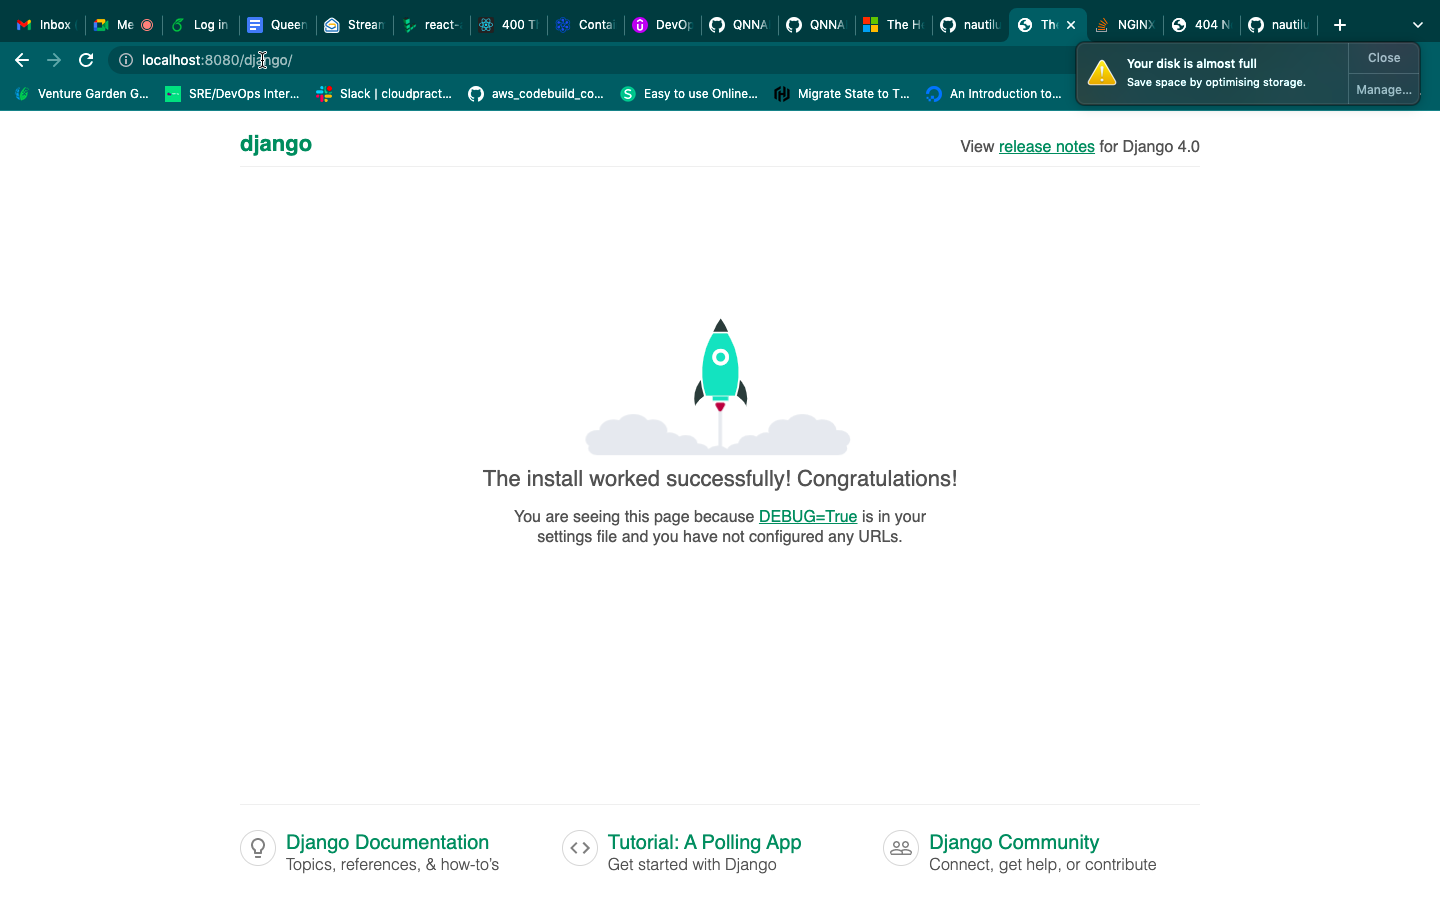 Inbox
Me
Log in
Queen
Stream
react-
400 Th
Contai
DevOp
QNNA
QNNA
The He
nautilu
The
NGINX
404 N
nautilu
localhost:8080/django/
Your disk is almost full
Save space by optimising storage.
Close
Manage...
Venture Garden G...
SRE/DevOps Inter...
Slack | cloudpract...
aws_codebuild_co...
Easy to use Online...
Migrate State to T...
An Introduction to...
django
View release notes for Django 4.0
The install worked successfully! Congratulations!
You are seeing this page because DEBUG=True is in your
settings file and you have not configured any URLs.
Django Documentation
Topics, references, & how-to's
Tutorial: A Polling App
Get started with Django
Django Community
Connect, get help, or contribute